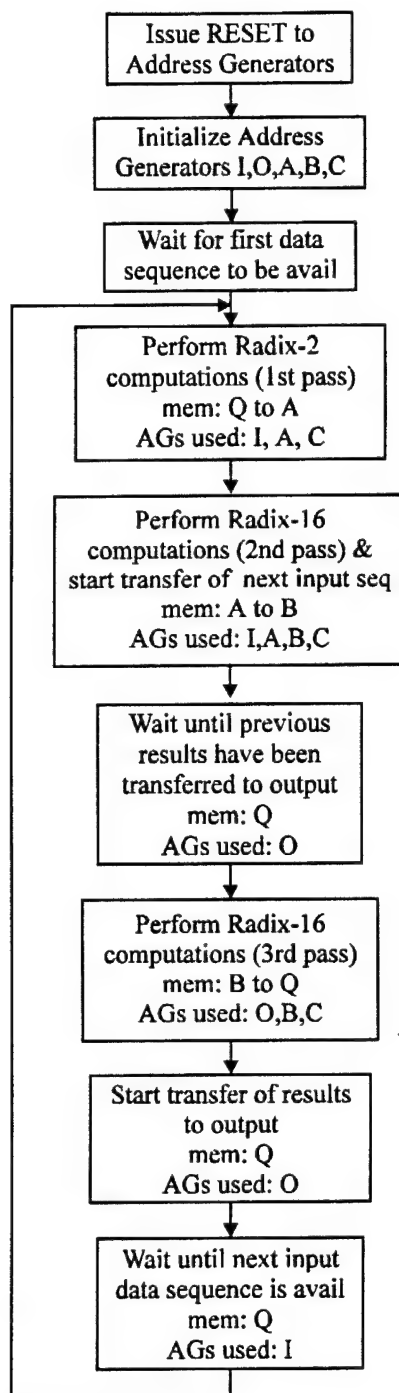 Issue RESET to
Address Generators
Initialize Address
Generators I,O,A,B,C
Wait for first data
sequence to be avail
Perform Radix-2
computations (1st pass)
mem: Q to A
AGs used: I, A, C
Perform Radix-16
computations (2nd pass) &
start transfer of next input seq
mem: A to B
AGs used: I,A,B,C
Wait until previous
results have been
transferred to output
mem: Q
AGs used: O
Perform Radix-16
computations (3rd pass)
mem: B to Q
AGs used: O,B,C
Start transfer of results
to output
mem: Q
AGs used: O
Wait until next input
data sequence is avail
mem: Q
AGs used: I